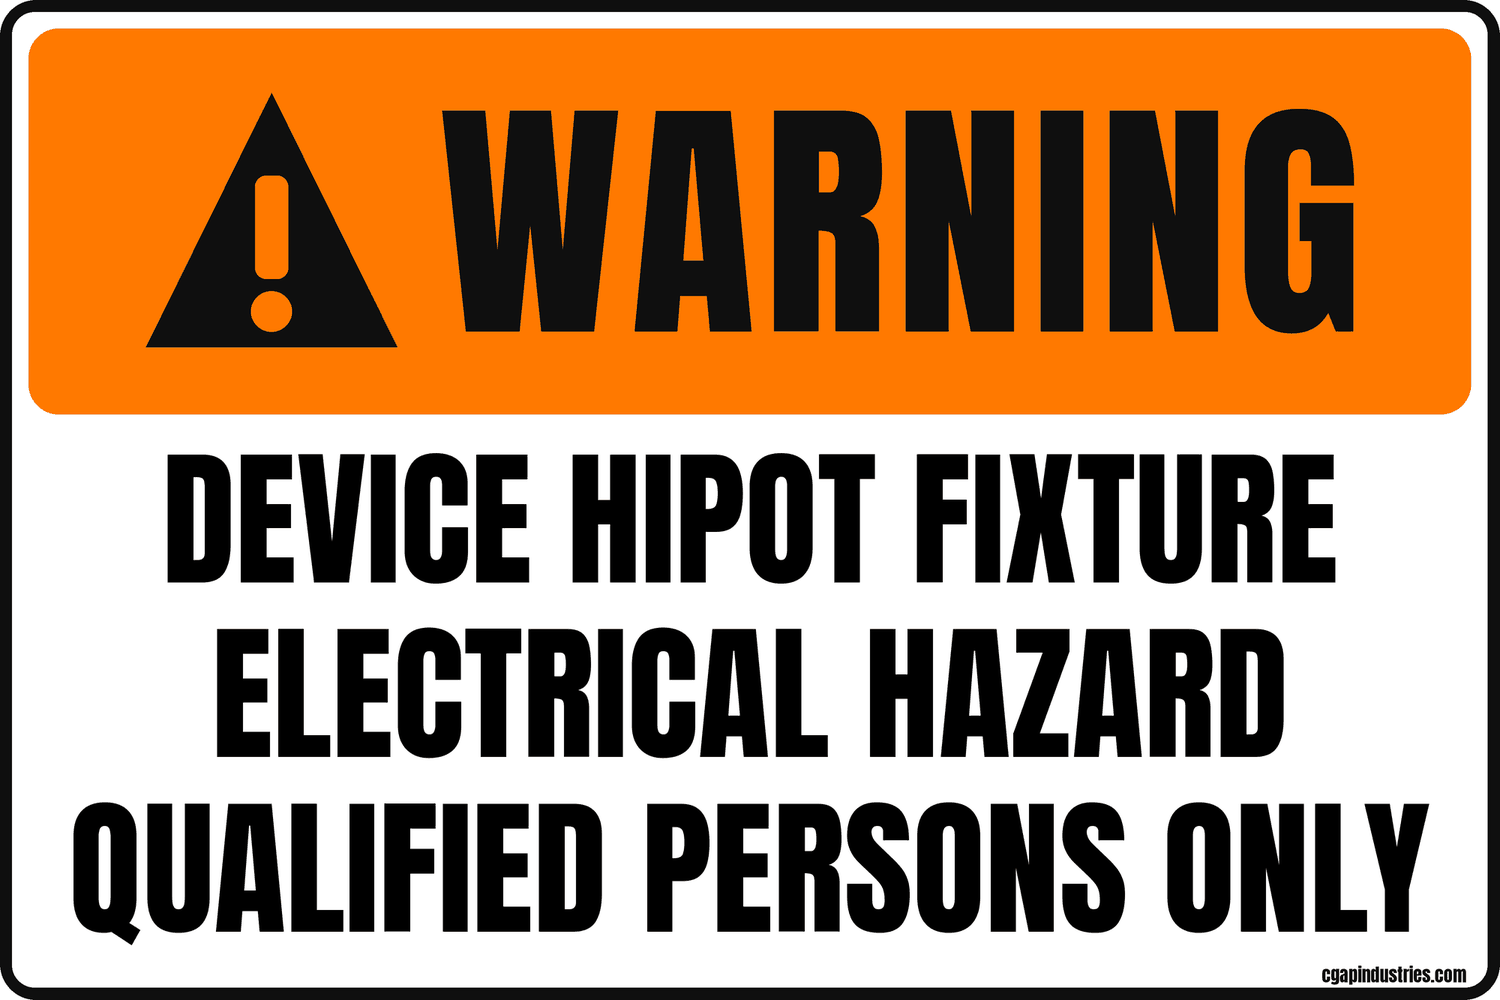 WARNING
DEVICE HIPOT FIXTURE
ELECTRICAL HAZARD
QUALIFIED PERSONS ONLY
cgapindustries.com